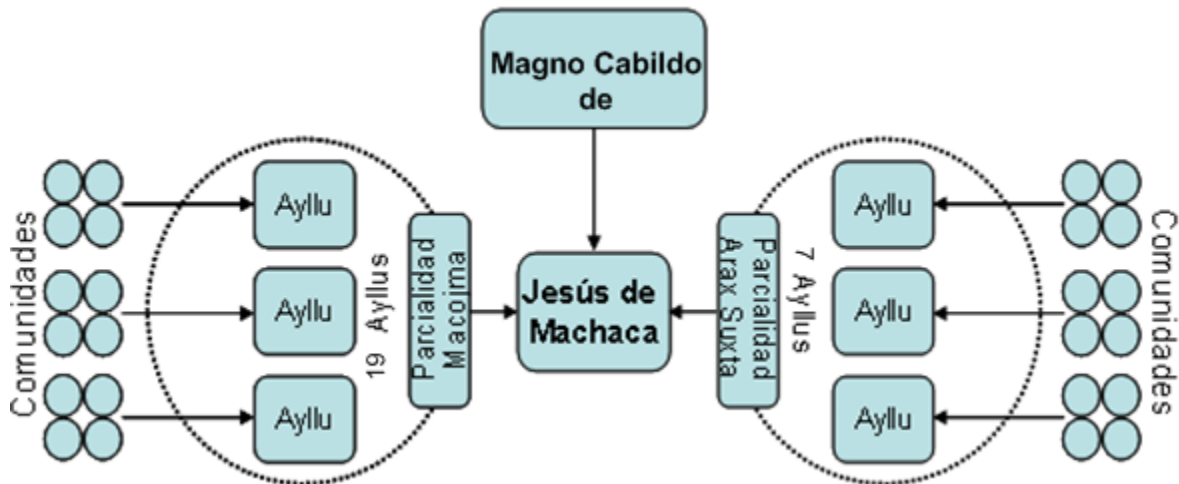 Magno Cabildo
de
Comunidades
Ayllu
Ayllu
Ayllu
19 Ayllus
Parcialidad
Macojma
Jesús de
Machaca
Parcialidad
Arax Suxta
7 Ayllus
Ayllu
Ayllu
Ayllu
Comunidades